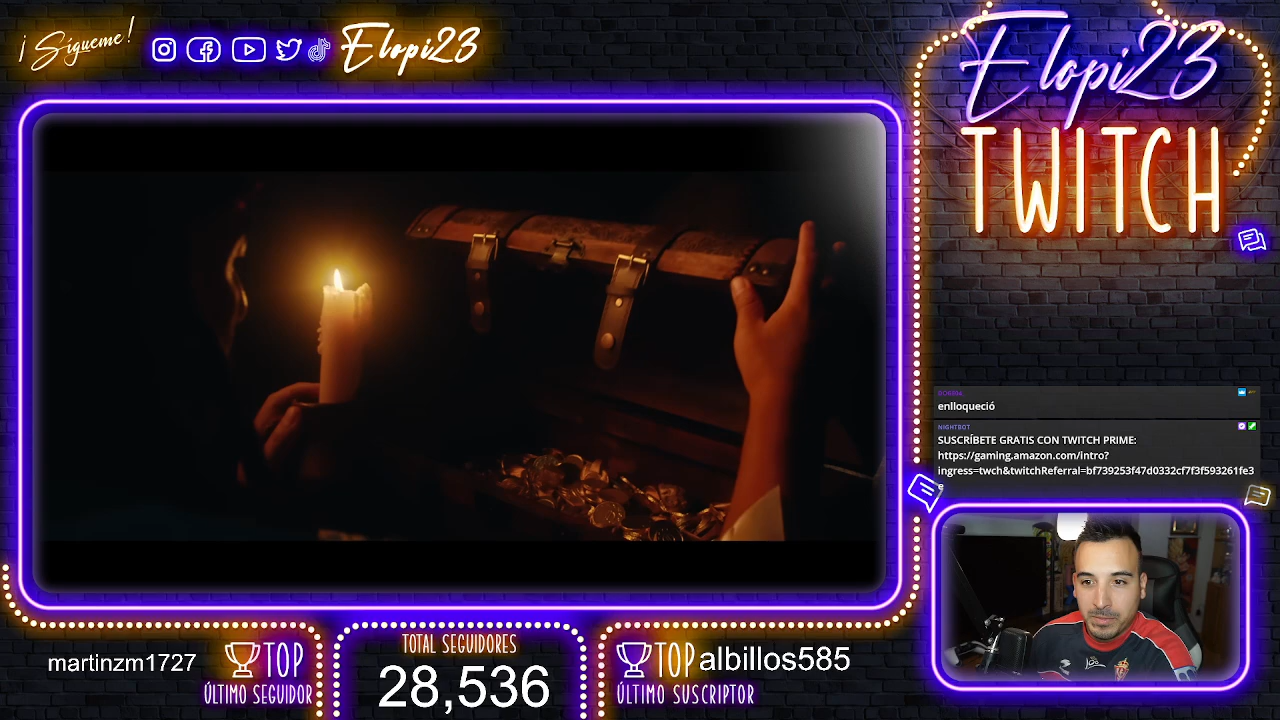 ¡Sígueme!
Elopi23
Elopi23
TWITCH
enlloqueció
NIGHTBOT
SUSCRÍBETE GRATIS CON TWITCH PRIME:
https://gaming.amazon.com/intro?
ingress=twch&twitchReferral=bf739253f47d0332cf7f3f593261fe3
e
martinzm1727
TOP
ÚLTIMO SEGUIDOR
TOTAL SEGUIDORES
28,536
TOP
albillos585
ÚLTIMO SUSCRIPTOR